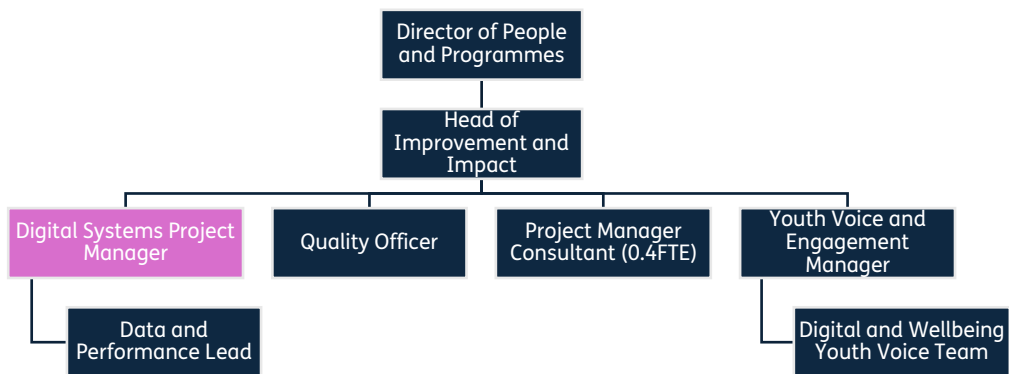 Director of People
and Programmes
Head of
Improvement and
Impact
Digital Systems Project
Manager
Quality Officer
Project Manager
Consultant (0.4FTE)
Youth Voice and
Engagement
Manager
Data and
Performance Lead
Digital and Wellbeing
Youth Voice Team